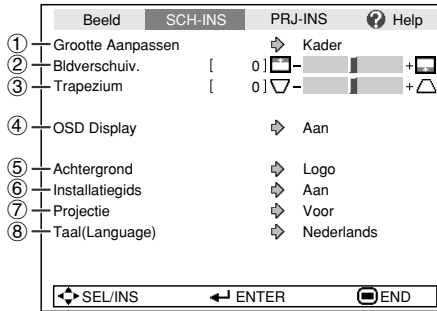 Beeld SCH-INS PRJ-INS Help
① Grootte Aanpassen Kader
② Bldverschuiv. [ 0 ] - +
③ Trapezium [ 0 ] - +
④ OSD Display Aan
⑤ Achtergrond Logo
⑥ Installatiegids Aan
⑦ Projectie Voor
⑧ Taal(Language) Nederlands
SEL/INS ENTER END